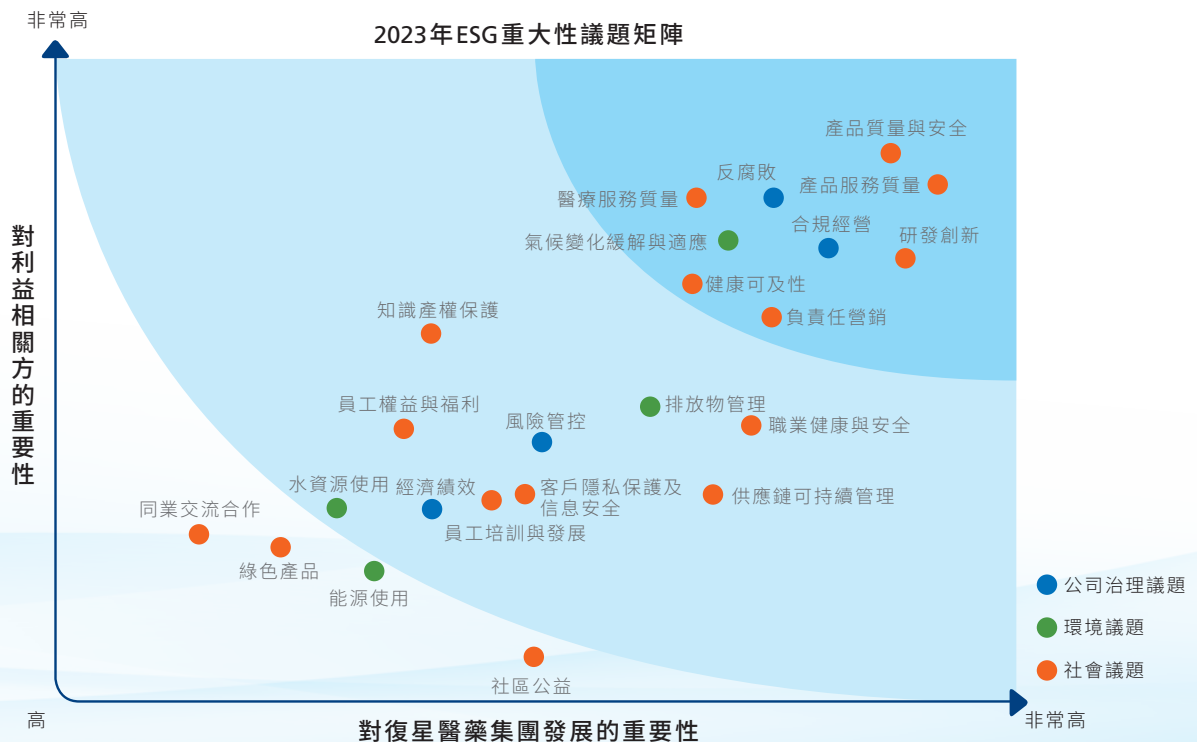 非常高
2023年ESG重大性議題矩陣
產品質量與安全
反腐敗
產品服務質量
醫療服務質量
合規經營
研發創新
氣候變化緩解與適應
健康可及性
知識產權保護
負責任營銷
對利益相關方的重要性
員工權益與福利
排放物管理
風險管控
職業健康與安全
水資源使用
經濟績效
客戶隱私保護及
信息安全
供應鏈可持續管理
同業交流合作
員工培訓與發展
綠色產品
能源使用
公司治理議題
環境議題
社會議題
社區公益
高
對復星醫藥集團發展的重要性
非常高